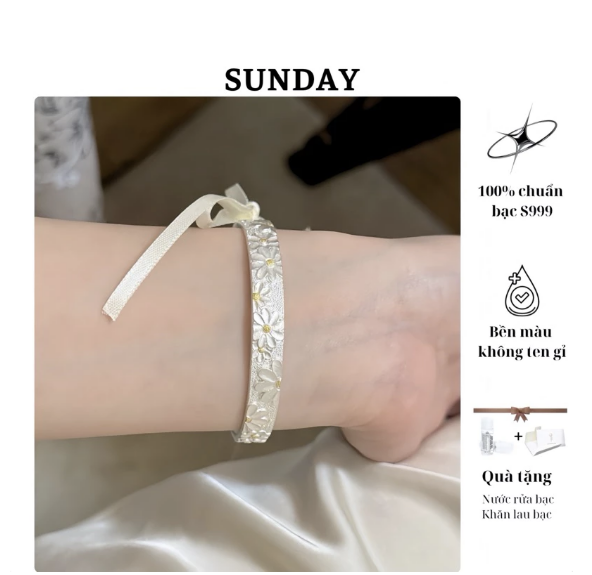 SUNDAY
100% chuẩn
bạc S999
Bền màu
không ten gỉ
+
Quà tặng
Nước rửa bạc
Khăn lau bạc